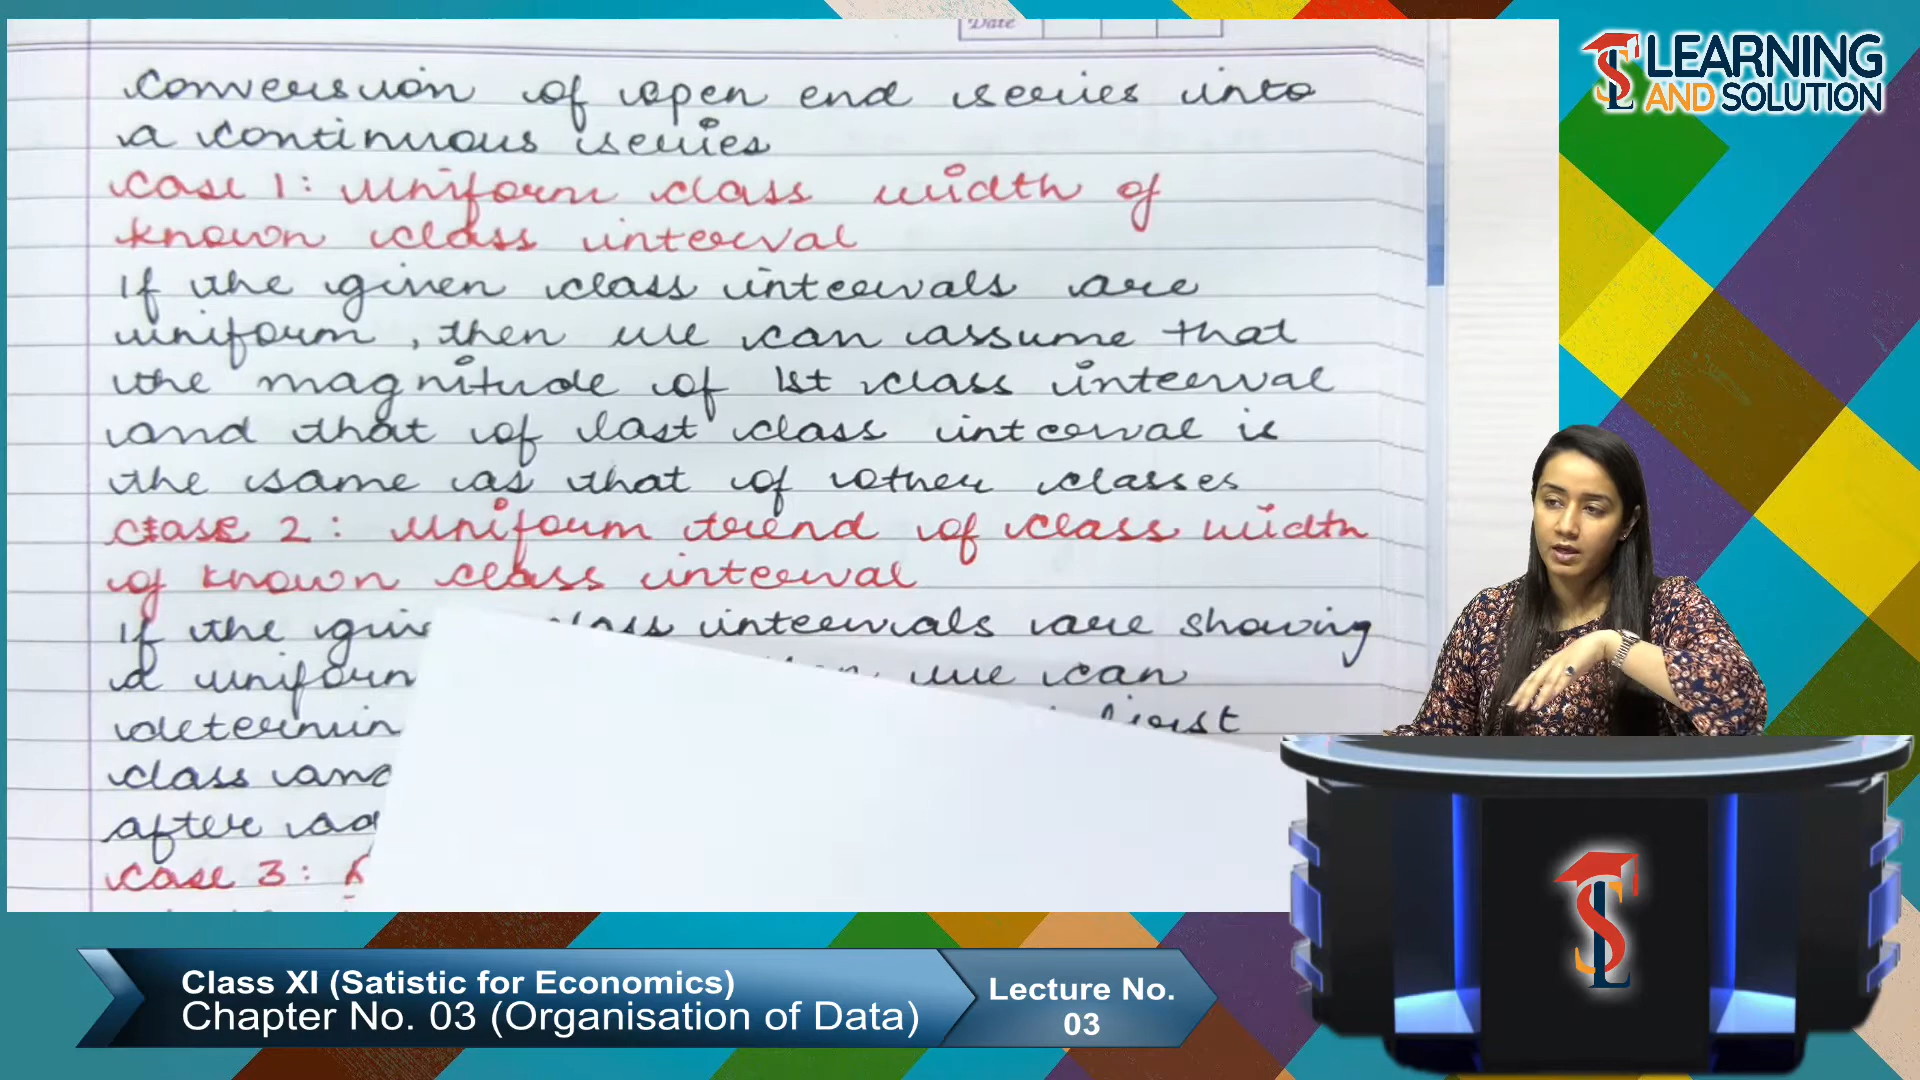 Date
conversion of open end series into
a continuous series
case 1: uniform class width of
known class interval
If the given class intervals are
uniform, then we can assume that
the magnitude of 1st class interval
and that of last class interval is
the same as that of other classes
case 2: uniform trend of class width
of known class interval
If the intervals are showing
a we can
first
class and
after
case 3:
LEARNING
AND SOLUTION
Class XI (Satistic for Economics)
Chapter No. 03 (Organisation of Data)
Lecture No.
03